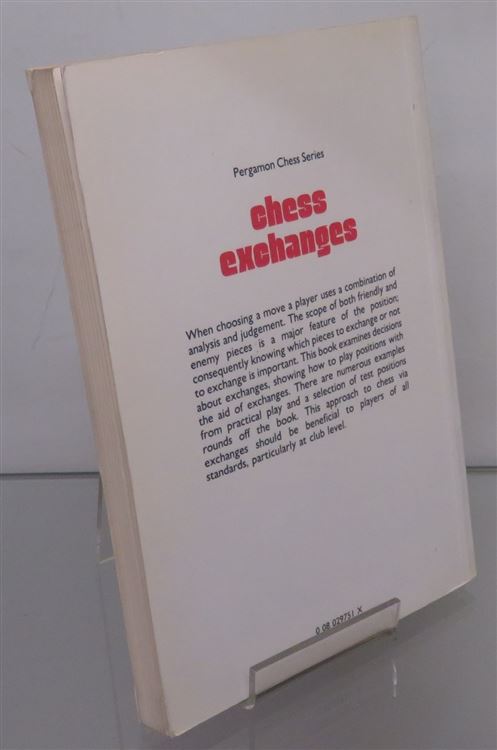 Pergamon Chess Series
chess
exchanges
When choosing a move a player uses a combination of
analysis and judgement. The scope of both friendly and
enemy pieces is a major feature of the position;
consequently knowing which pieces to exchange or not
to exchange is important. This book examines decisions
about exchanges, showing how to play positions with
the aid of exchanges. There are numerous examples
from practical play and a selection of test positions
rounds off the book. This approach to chess via
exchanges should be beneficial to players of all
standards, particularly at club level.
0 08 029751 X